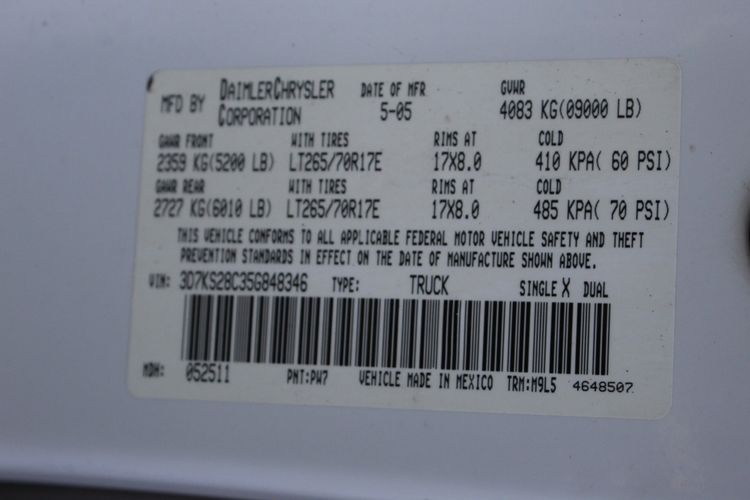 MFD BY DAIMLERCHRYSLER CORPORATION DATE OF MFR 5-05 GVWR 4083 KG(09000 LB)
GAWR FRONT WITH TIRES RIMS AT COLD
2359 KG(5200 LB) LT265/70R17E 17X8.0 410 KPA( 60 PSI)
GAWR REAR WITH TIRES RIMS AT COLD
2727 KG(6010 LB) LT265/70R17E 17X8.0 485 KPA( 70 PSI)
THIS VEHICLE CONFORMS TO ALL APPLICABLE FEDERAL MOTOR VEHICLE SAFETY AND THEFT
PREVENTION STANDARDS IN EFFECT ON THE DATE OF MANUFACTURE SHOWN ABOVE.
VIN: 3D7KS28C35G848346 TYPE: TRUCK SINGLE X DUAL
MDH: 052511 PNT:PW7 VEHICLE MADE IN MEXICO TRM:M9L5 4648507